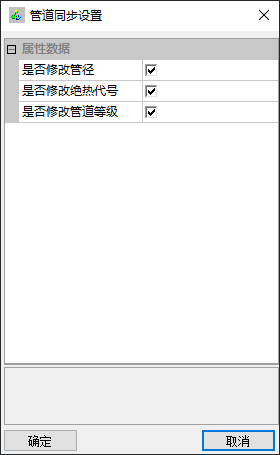 管道同步设置
属性数据
是否修改管径
是否修改绝热代号
是否修改管道等级
确定
取消